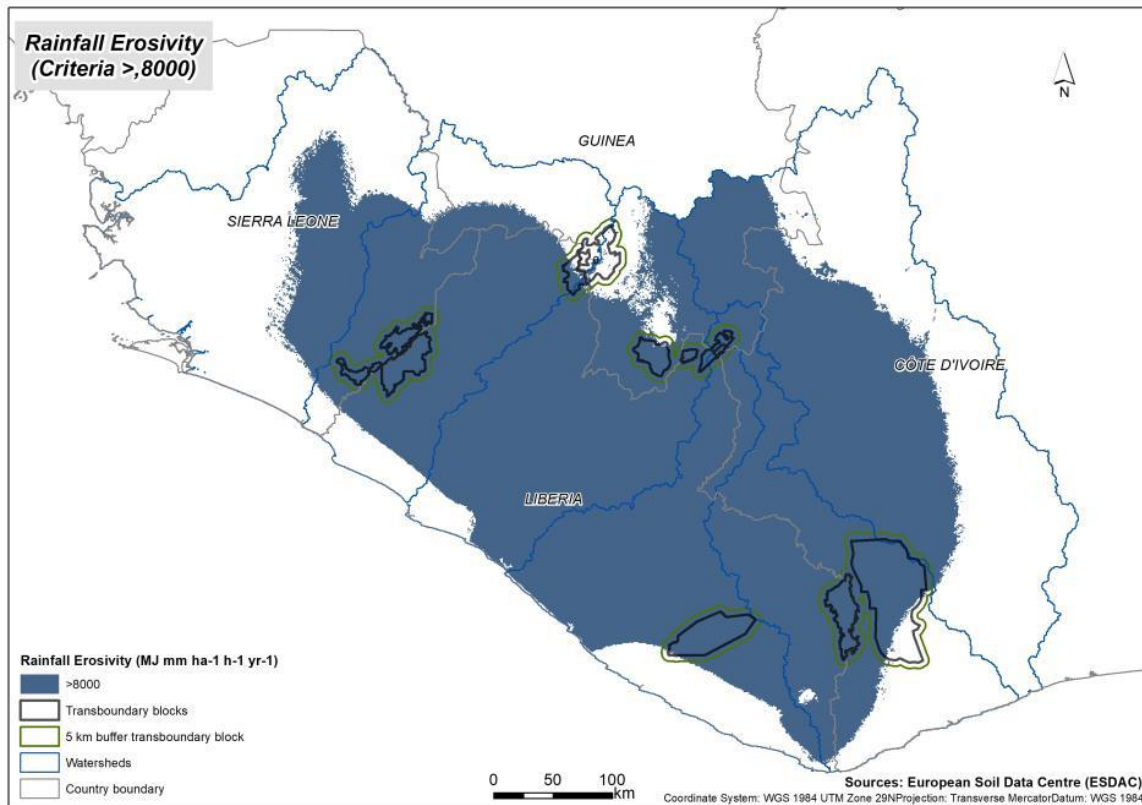 Rainfall Erosivity
(Criteria >,8000)
N
GUINEA
SIERRA LEONE
CÔTE D'IVOIRE
LIBERIA
Rainfall Erosivity (MJ mm ha-1 h-1 yr-1)
>8000
Transboundary blocks
5 km buffer transboundary block
Watersheds
Country boundary
0 25 50 100
km
Sources: European Soil Data Centre (ESDAC)
Coordinate System: WGS 1984 UTM Zone 29NProjection: Transverse MercatorDatum: WGS 1984